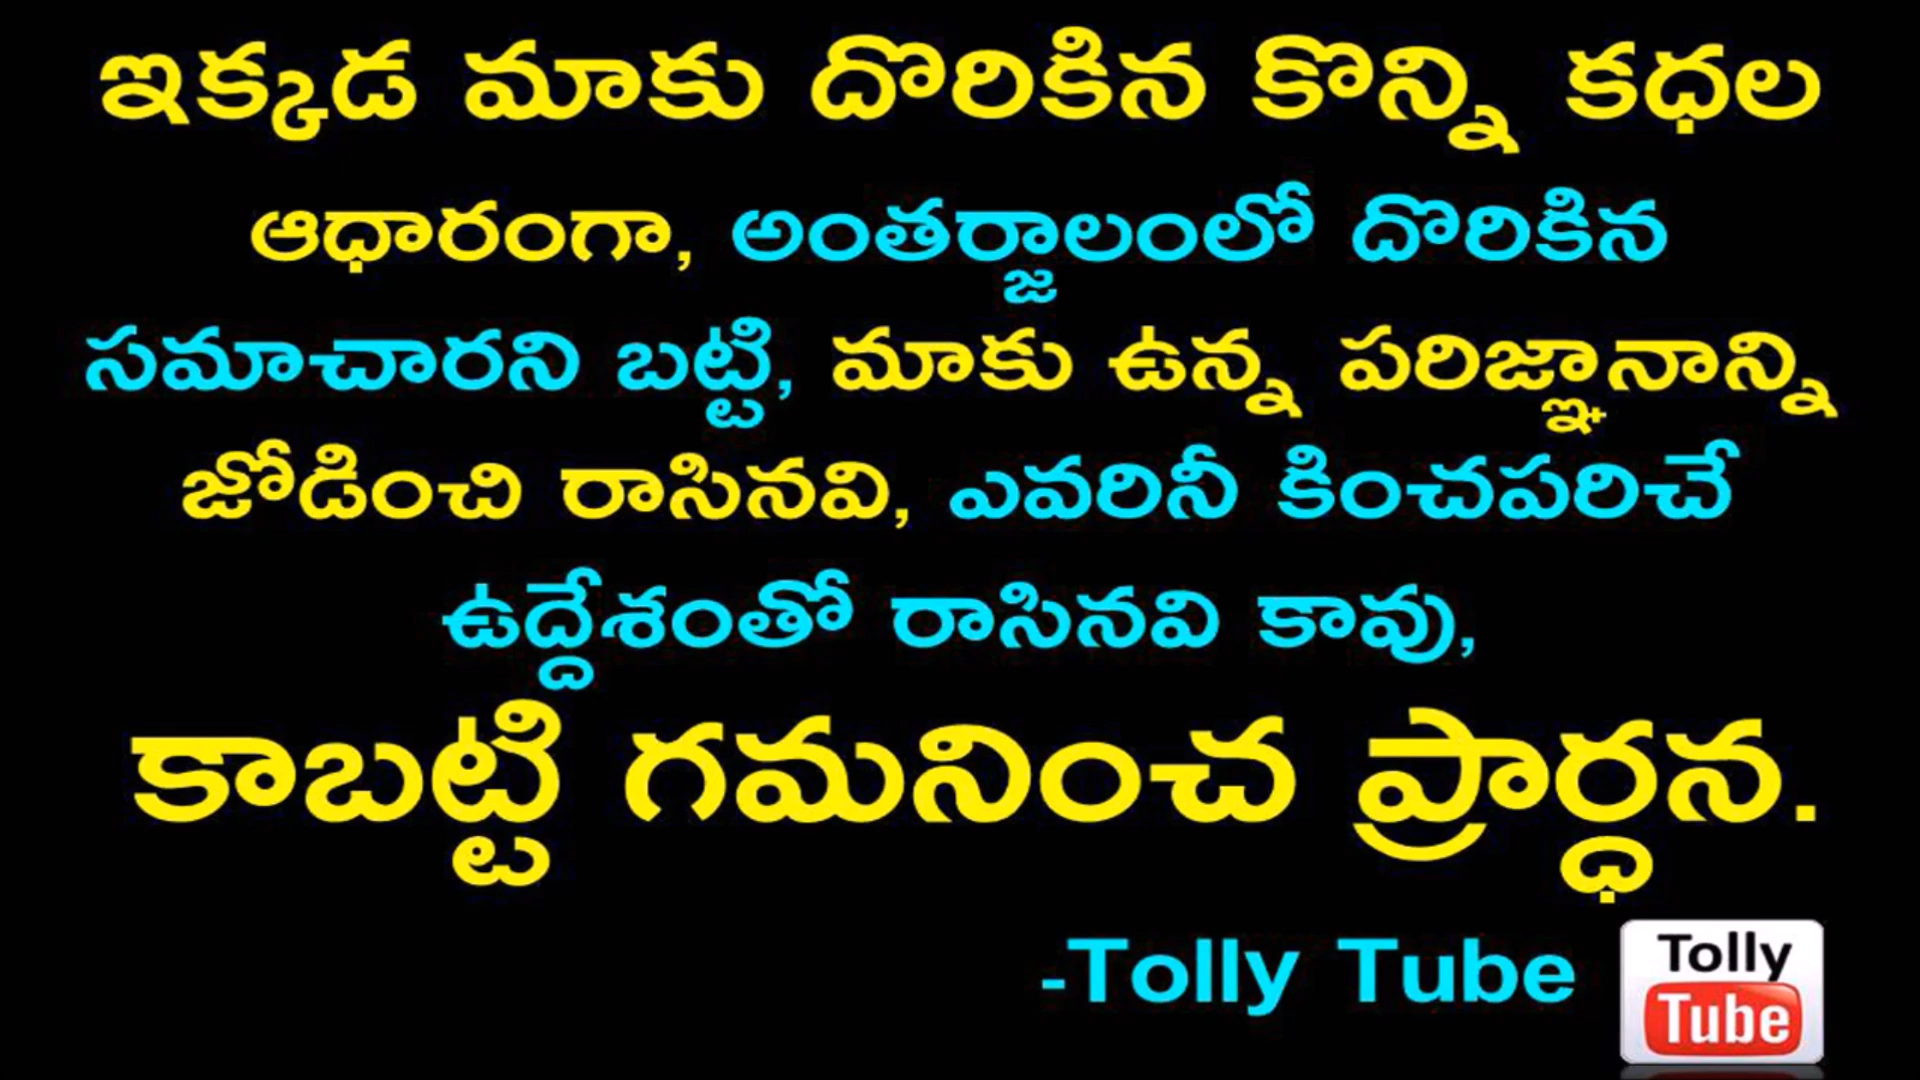 ఇక్కడ మాకు దొరికిన కొన్ని కధల
ఆధారంగా, అంతర్జాలంలో దొరికిన
సమాచారని బట్టి, మాకు ఉన్న పరిజ్ఞానాన్ని
జోడించి రాసినవి, ఎవరినీ కించపరిచే
ఉద్దేశంతో రాసినవి కావు,
కాబట్టి గమనించ ప్రార్ధన.
-Tolly Tube
Tolly
Tube